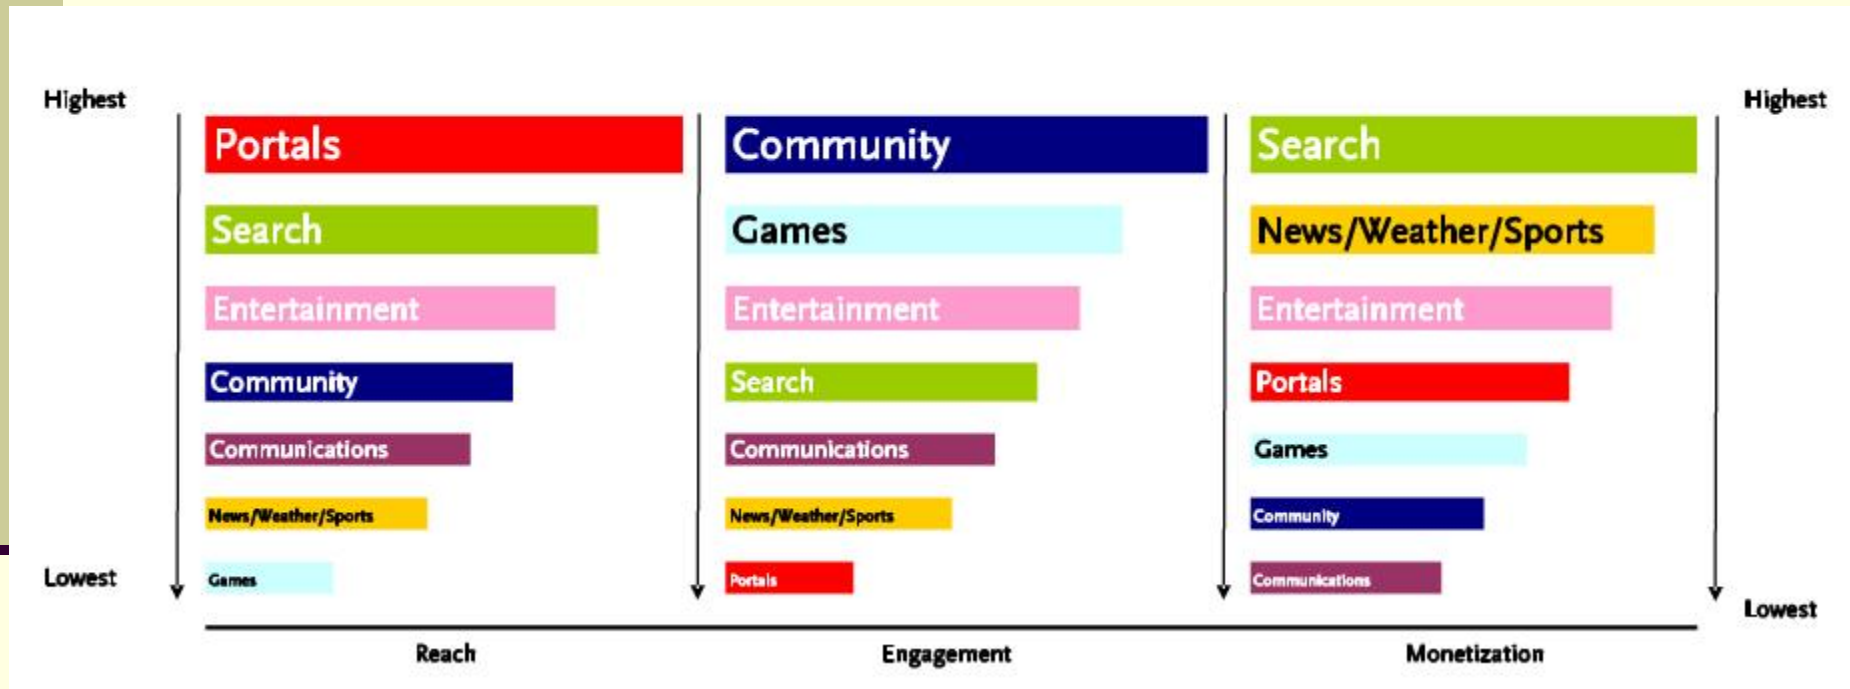 Highest
Highest
Portals
Community
Search
Search
Games
News/Weather/Sports
Entertainment
Entertainment
Entertainment
Community
Search
Portals
Communications
Communications
Games
News/Weather/Sports
News/Weather/Sports
Community
Games
Portals
Communications
Lowest
Lowest
Reach
Engagement
Monetization